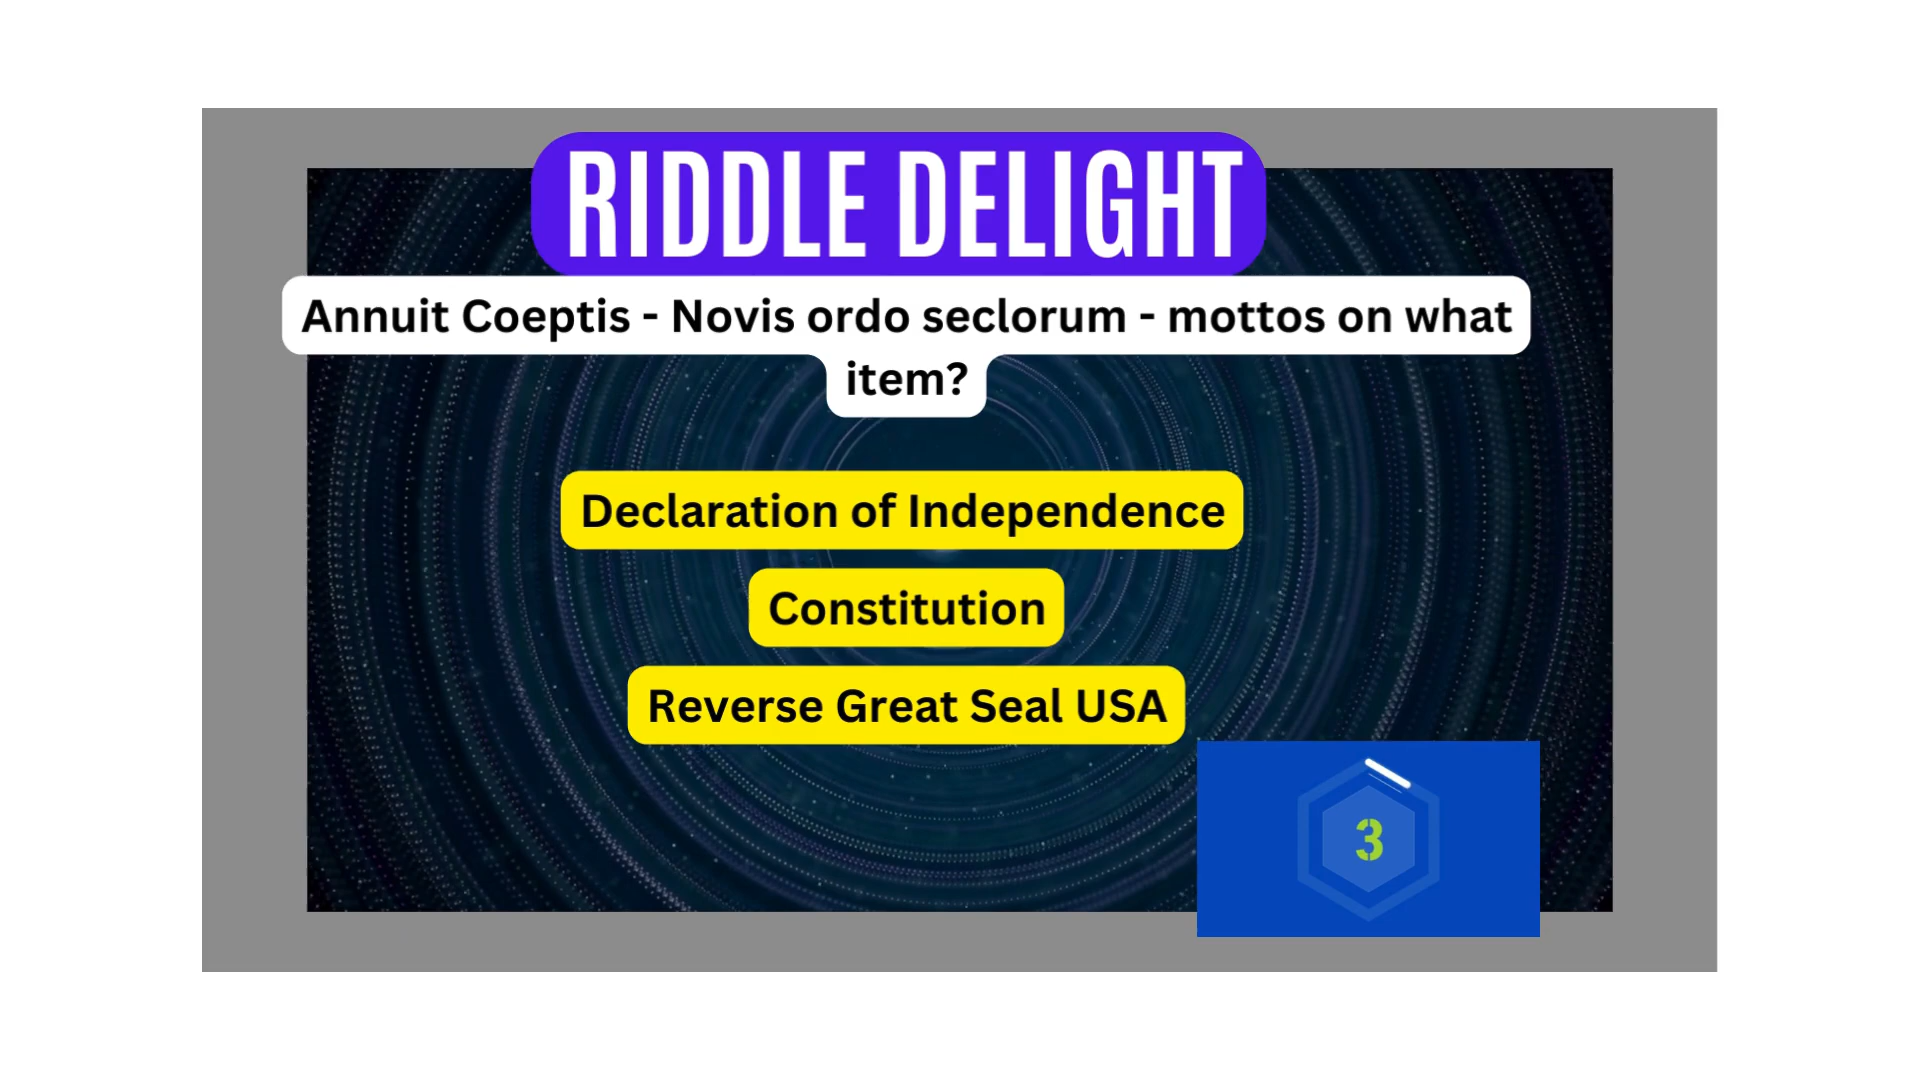 RIDDLE DELIGHT
Annuit Coeptis - Novis ordo seclorum - mottos on what
item?
Declaration of Independence
Constitution
Reverse Great Seal USA
3